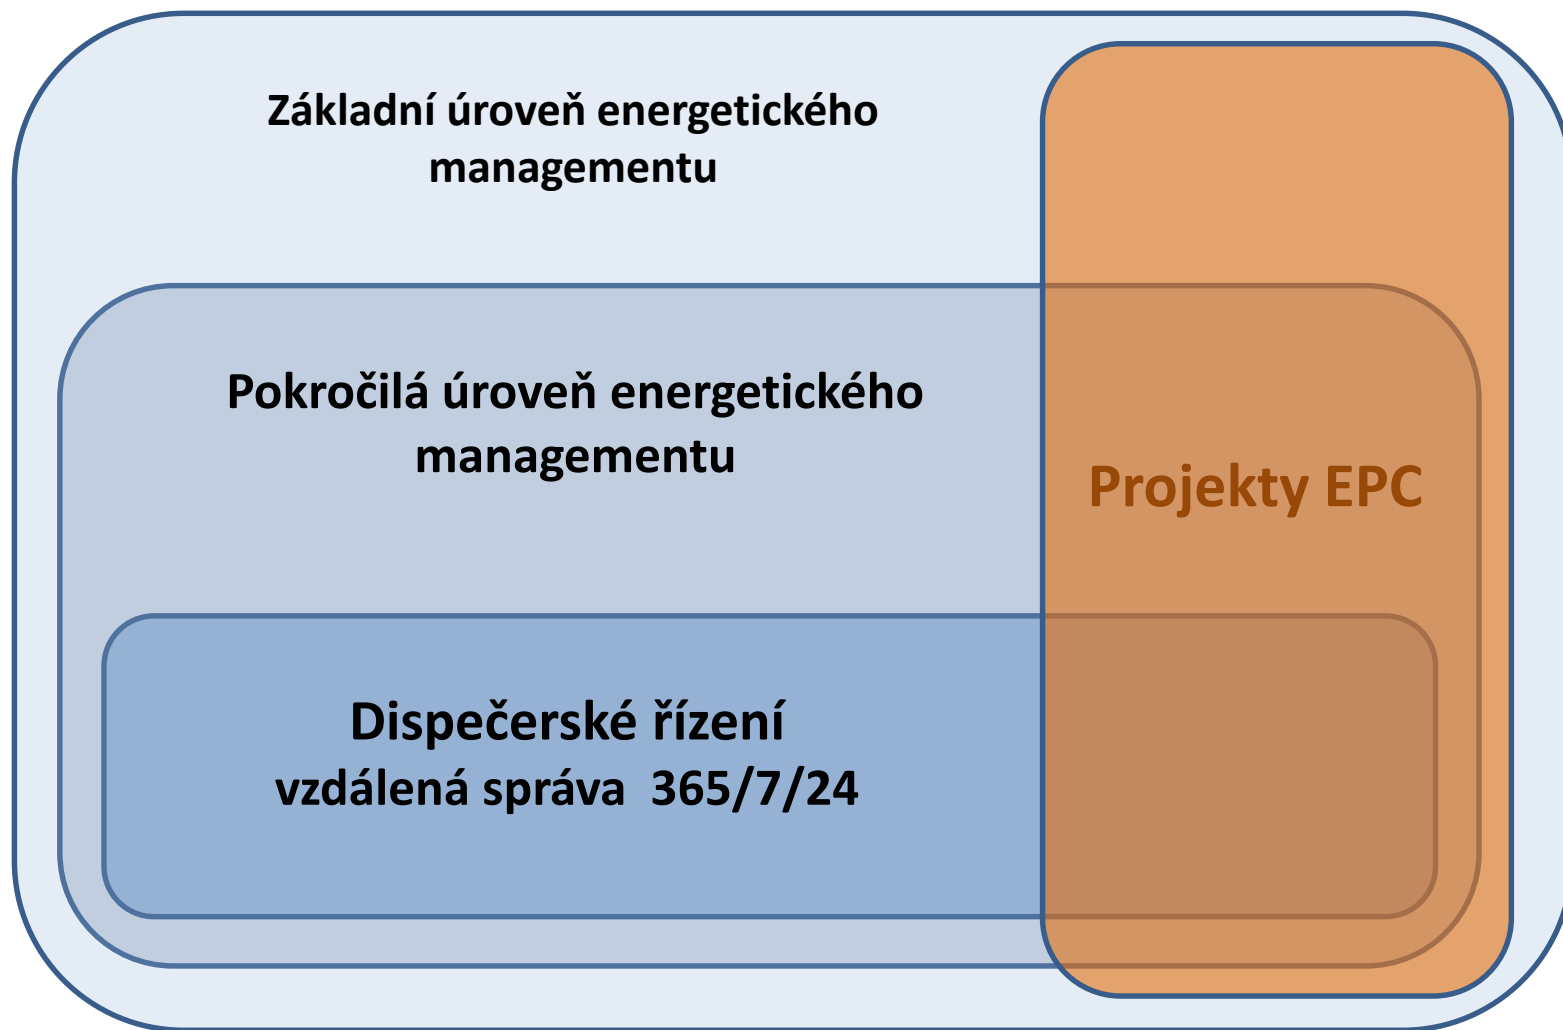 Základní úroveň energetického
managementu
Pokročilá úroveň energetického
managementu
Projekty EPC
Dispečerské řízení
vzdálená správa  365/7/24